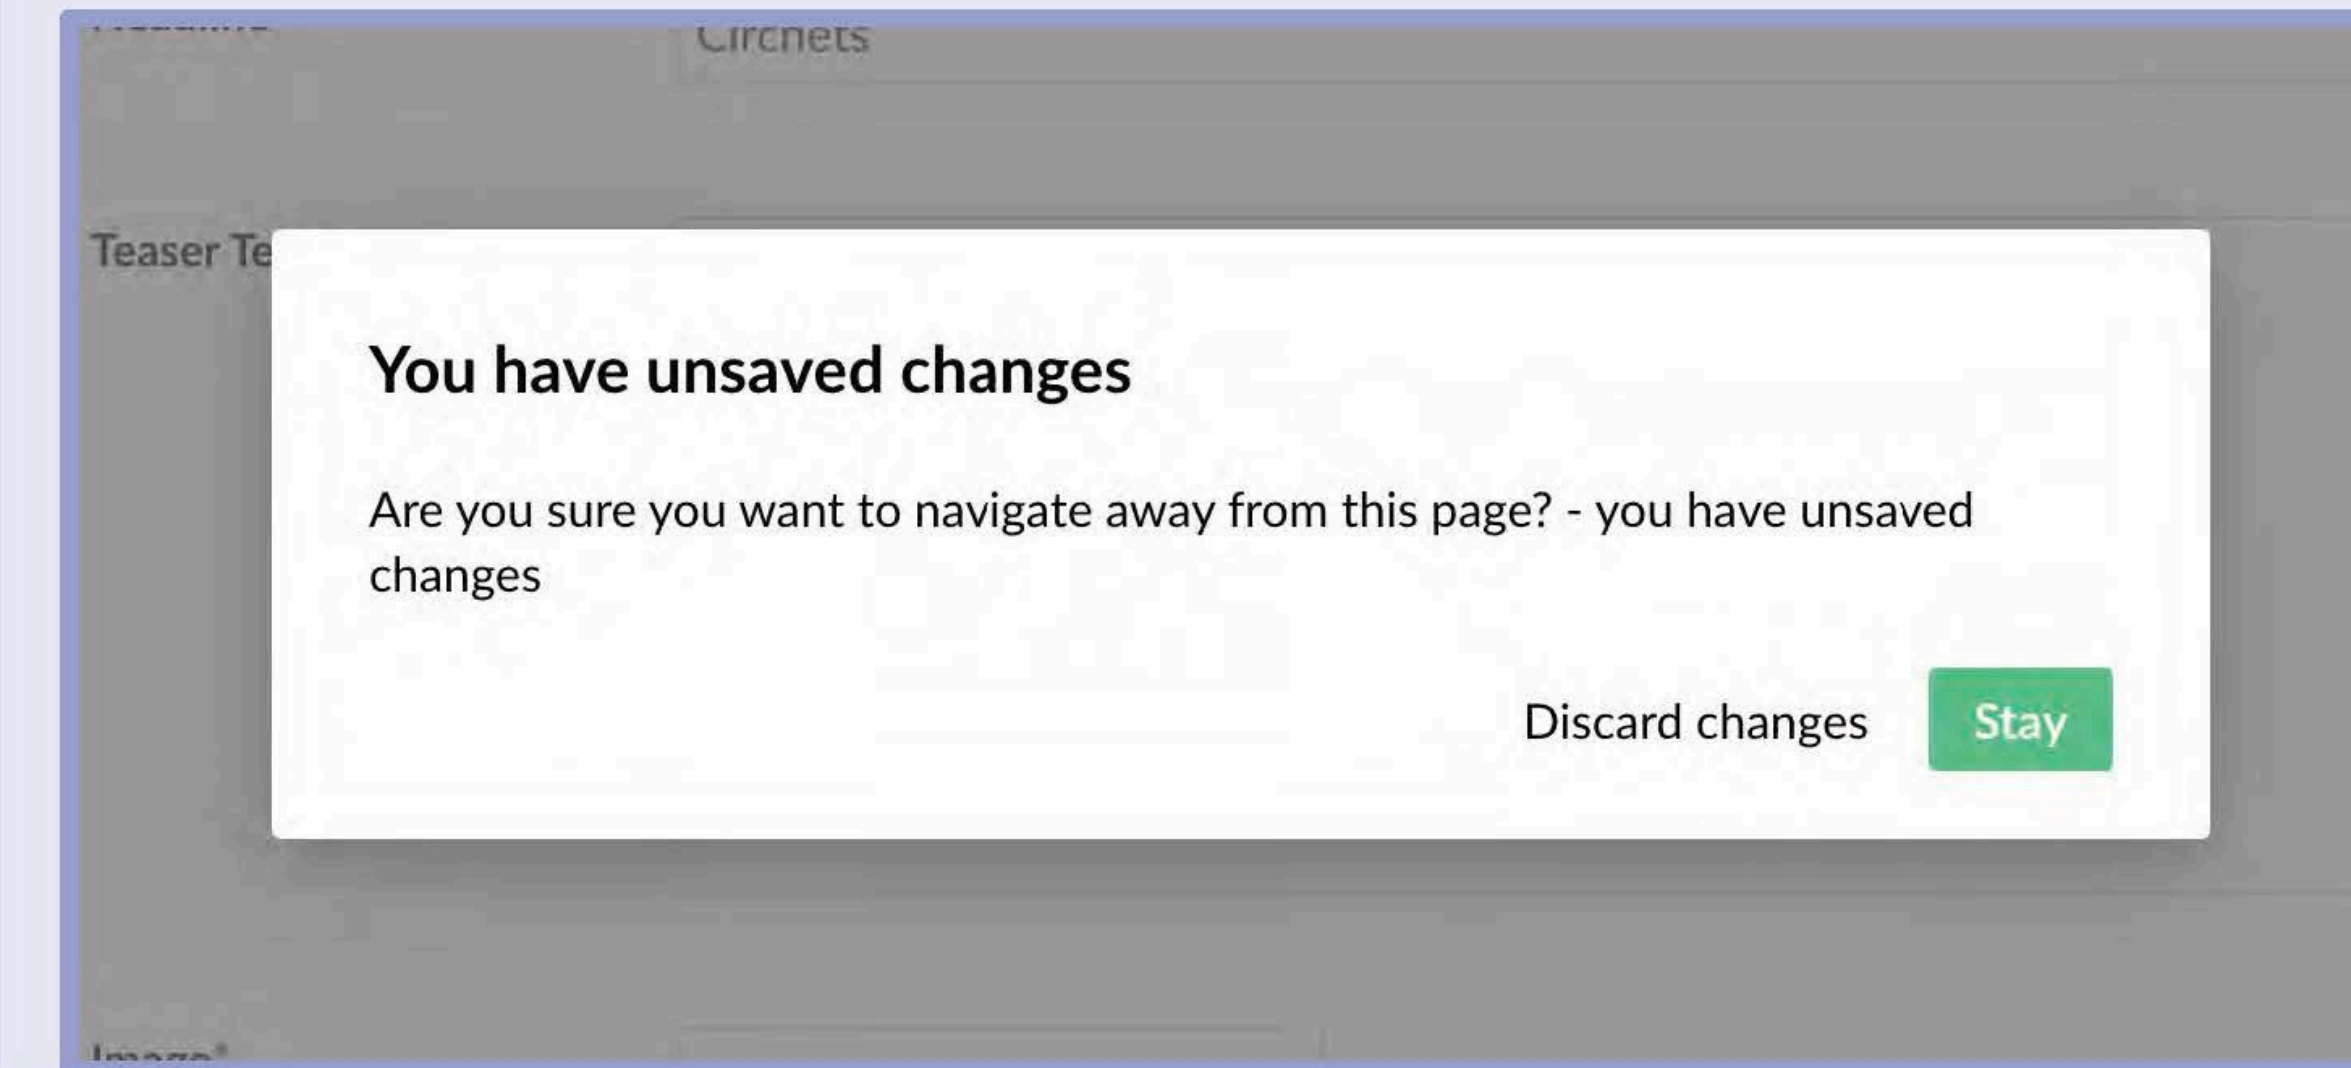 Circhets
Teaser Te
You have unsaved changes
Are you sure you want to navigate away from this page? - you have unsaved
changes
Discard changes
Stay
Image*